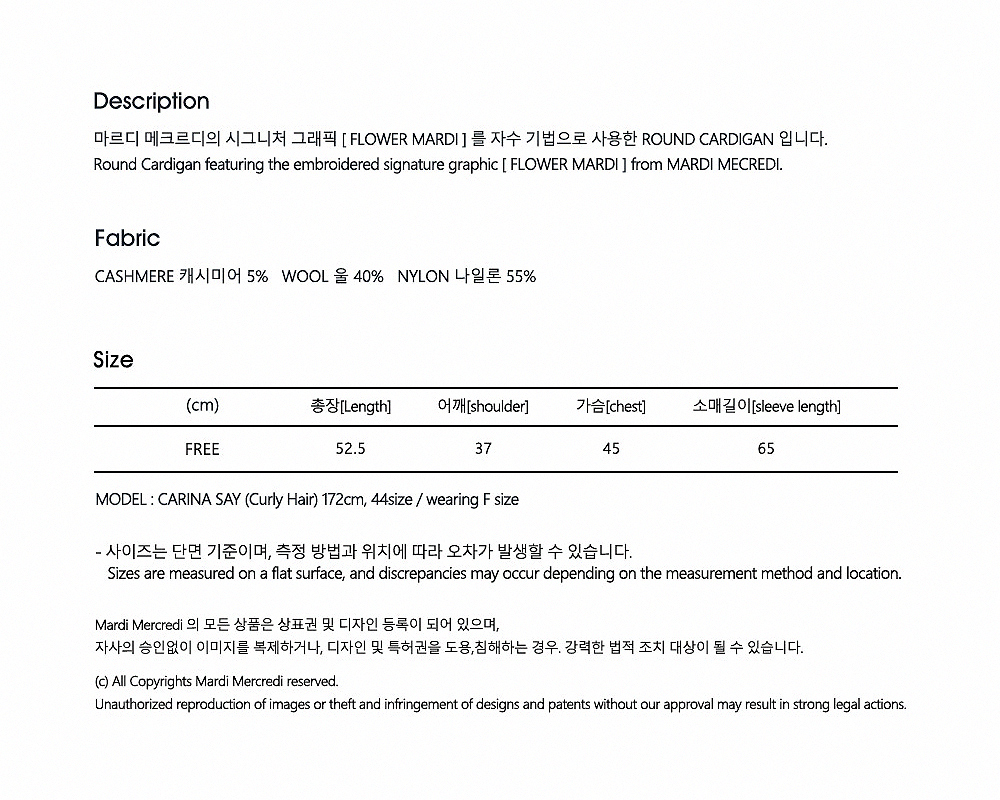 Description
마르디 메크르디의 시그니처 그래픽 [ FLOWER MARDI ] 를 자수 기법으로 사용한 ROUND CARDIGAN 입니다.
Round Cardigan featuring the embroidered signature graphic [ FLOWER MARDI ] from MARDI MECREDI.
Fabric
CASHMERE 캐시미어 5% WOOL 울 40% NYLON 나일론 55%
Size
(cm) 총장[Length] 어깨[shoulder] 가슴[chest] 소매길이[sleeve length]
FREE 52.5 37 45 65
MODEL : CARINA SAY (Curly Hair) 172cm, 44size / wearing F size
- 사이즈는 단면 기준이며, 측정 방법과 위치에 따라 오차가 발생할 수 있습니다.
Sizes are measured on a flat surface, and discrepancies may occur depending on the measurement method and location.
Mardi Mercredi 의 모든 상품은 상표권 및 디자인 등록이 되어 있으며,
자사의 승인없이 이미지를 복제하거나, 디자인 및 특허권을 도용,침해하는 경우. 강력한 법적 조치 대상이 될 수 있습니다.
(c) All Copyrights Mardi Mercredi reserved.
Unauthorized reproduction of images or theft and infringement of designs and patents without our approval may result in strong legal actions.